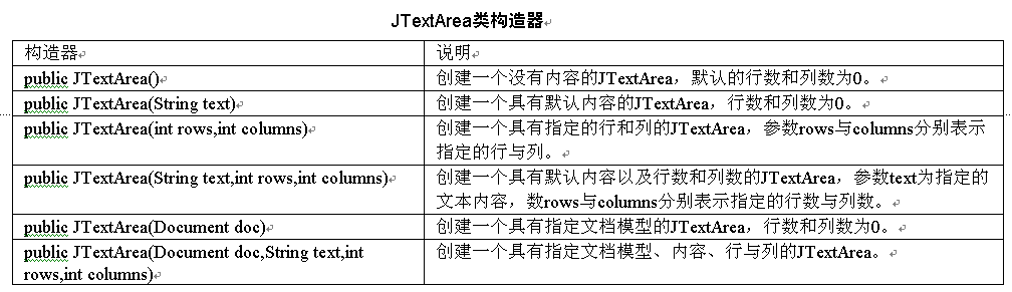 JTextArea类构造器
构造器
说明
public JTextArea()
创建一个没有内容的JTextArea，默认的行数和列数为0。
public JTextArea(String text)
创建一个具有默认内容的JTextArea，行数和列数为0。
public JTextArea(int rows,int columns)
创建一个具有指定的行和列的JTextArea，参数rows与columns分别表示
指定的行与列。
public JTextArea(String text,int rows,int columns)
创建一个具有默认内容以及行数和列数的JTextArea，参数text为指定的
文本内容，数rows与columns分别表示指定的行数与列数。
public JTextArea(Document doc)
创建一个具有指定文档模型的JTextArea，行数和列数为0。
public JTextArea(Document doc,String text,int
rows,int columns)
创建一个具有指定文档模型、内容、行与列的JTextArea。